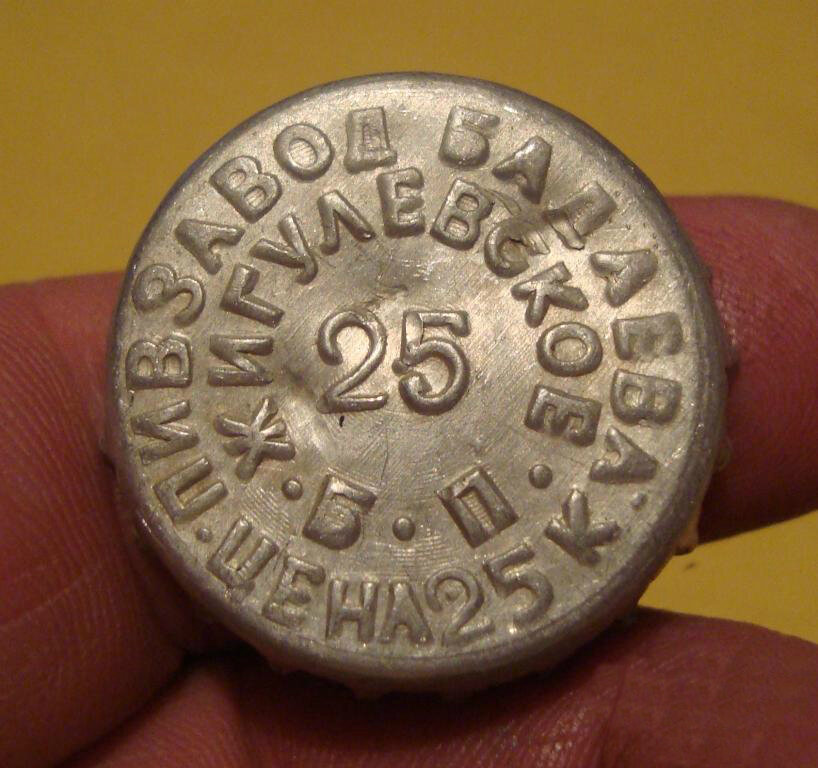 ПИВЗАВОД БАДАЕВА.
ЦЕНА 25 К.
ЖИГУЛЕВСКОЕ
· Б · П ·
25